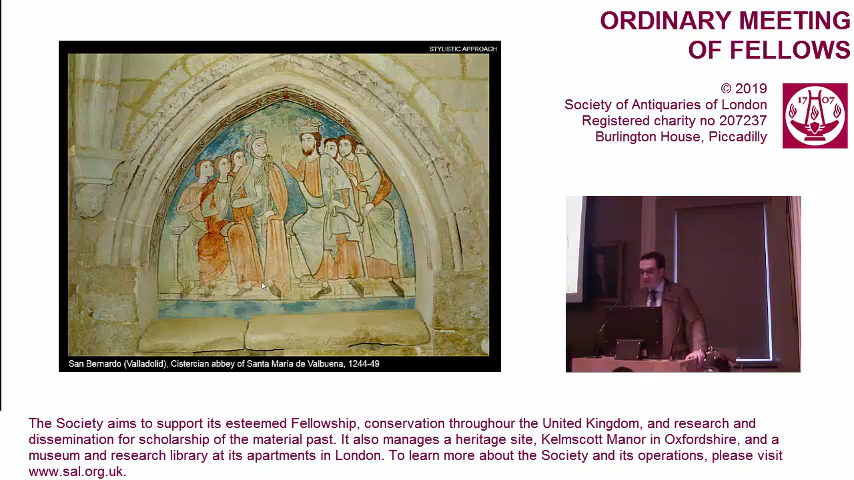 ORDINARY MEETING
OF FELLOWS
© 2019
Society of Antiquaries of London
Registered charity no 207237
Burlington House, Piccadilly
1707
STYLISTIC APPROACH
San Bernardo (Valladolid), Cistercian abbey of Santa María de Valbuena, 1244-49
The Society aims to support its esteemed Fellowship, conservation throughour the United Kingdom, and research and
dissemination for scholarship of the material past. It also manages a heritage site, Kelmscott Manor in Oxfordshire, and a
museum and research library at its apartments in London. To learn more about the Society and its operations, please visit
www.sal.org.uk.